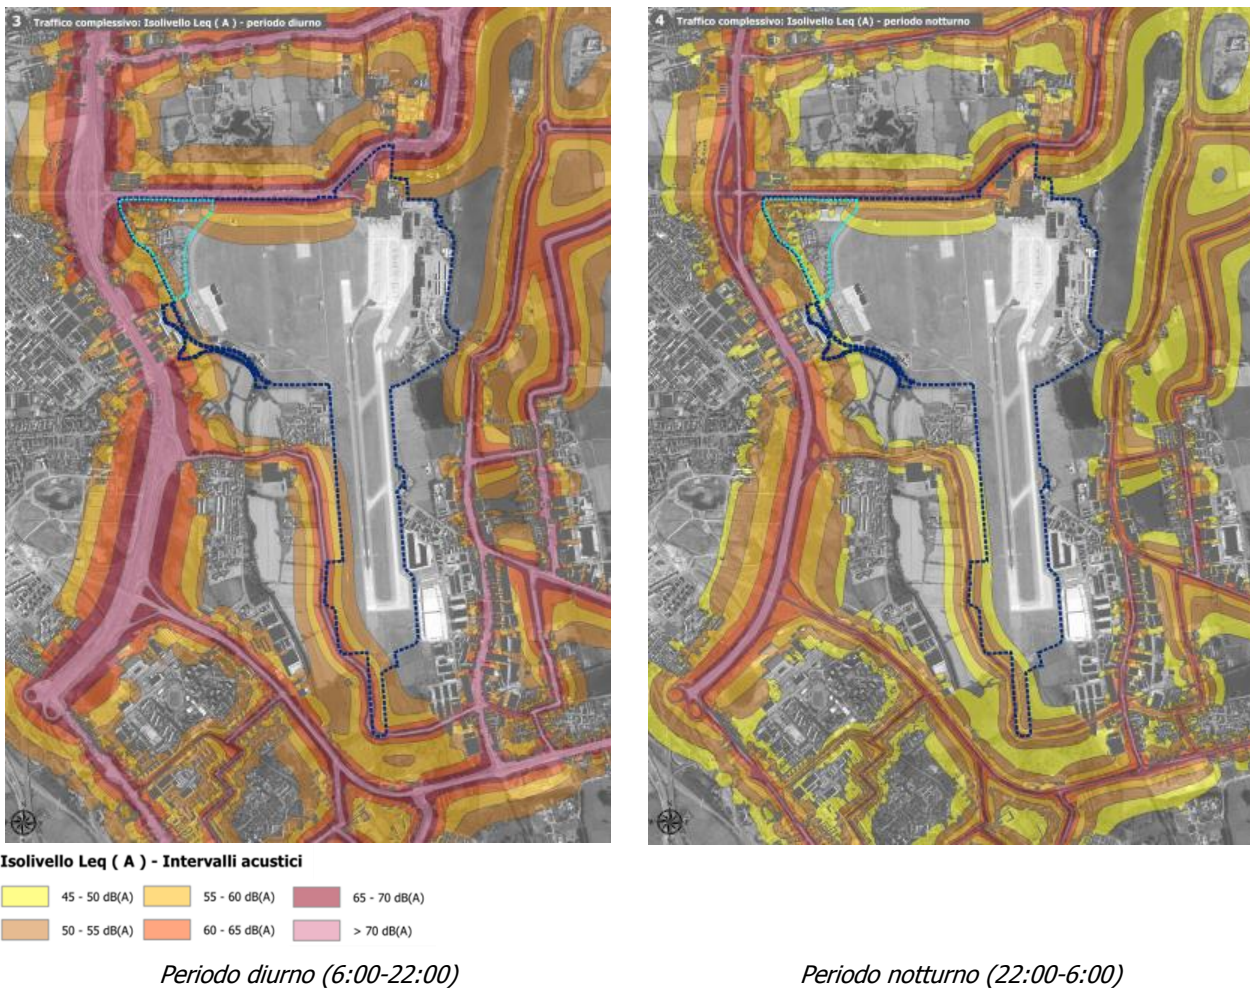 3 Traffico complessivo: Isolivello Leq ( A ) - periodo diurno
4 Traffico complessivo: Isolivello Leq (A) - periodo notturno
Isolivello Leq ( A ) - Intervalli acustici
45 - 50 dB(A) 55 - 60 dB(A) 65 - 70 dB(A)
50 - 55 dB(A) 60 - 65 dB(A) > 70 dB(A)
Periodo diurno (6:00-22:00)
Periodo notturno (22:00-6:00)